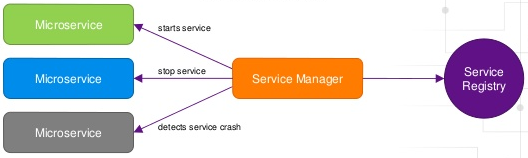 Microservice
starts service
Microservice
stop service
Service Manager
Service
Registry
Microservice
detects service crash